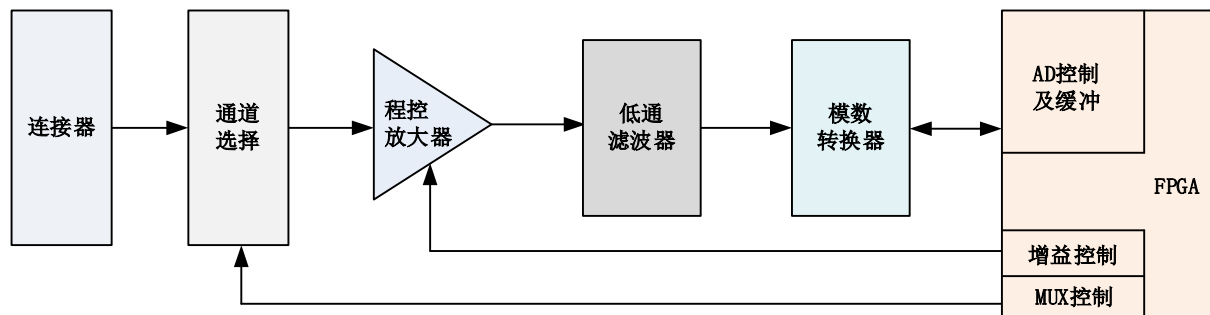 连接器
通道
选择
程控
放大器
低通
滤波器
模数
转换器
AD控制
及缓冲
FPGA
增益控制
MUX控制